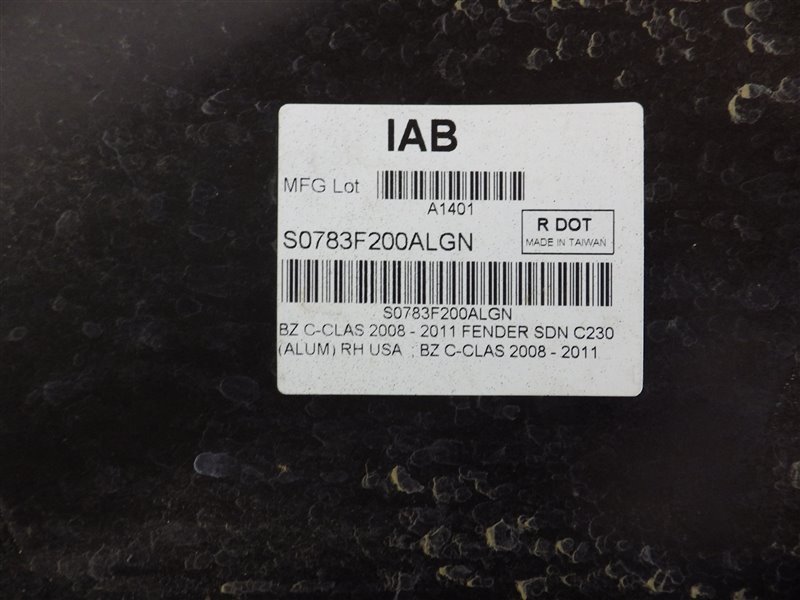 IAB
MFG Lot
A1401
R DOT
MADE IN TAIWAN
S0783F200ALGN
S0783F200ALGN
BZ C-CLAS 2008 - 2011 FENDER SDN C230
(ALUM) RH USA ; BZ C-CLAS 2008 - 2011